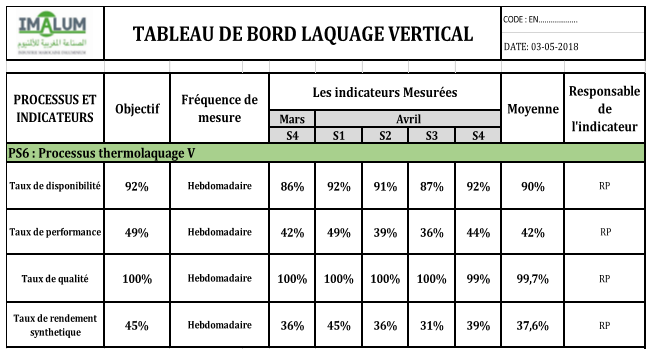 IMALUM
الصناعة المغربية للألمنيوم
TABLEAU DE BORD LAQUAGE VERTICAL
CODE : EN...................
DATE: 03-05-2018
PROCESSUS ET INDICATEURS
Objectif
Fréquence de mesure
Les indicateurs Mesurées
Moyenne
Responsable de l'indicateur
Mars Avril
S4 S1 S2 S3 S4
PS6 : Processus thermolaquage V
Taux de disponibilité 92% Hebdomadaire 86% 92% 91% 87% 92% 90% RP
Taux de performance 49% Hebdomadaire 42% 49% 39% 36% 44% 42% RP
Taux de qualité 100% Hebdomadaire 100% 100% 100% 100% 99% 99,7% RP
Taux de rendement synthetique 45% Hebdomadaire 36% 45% 36% 31% 39% 37,6% RP